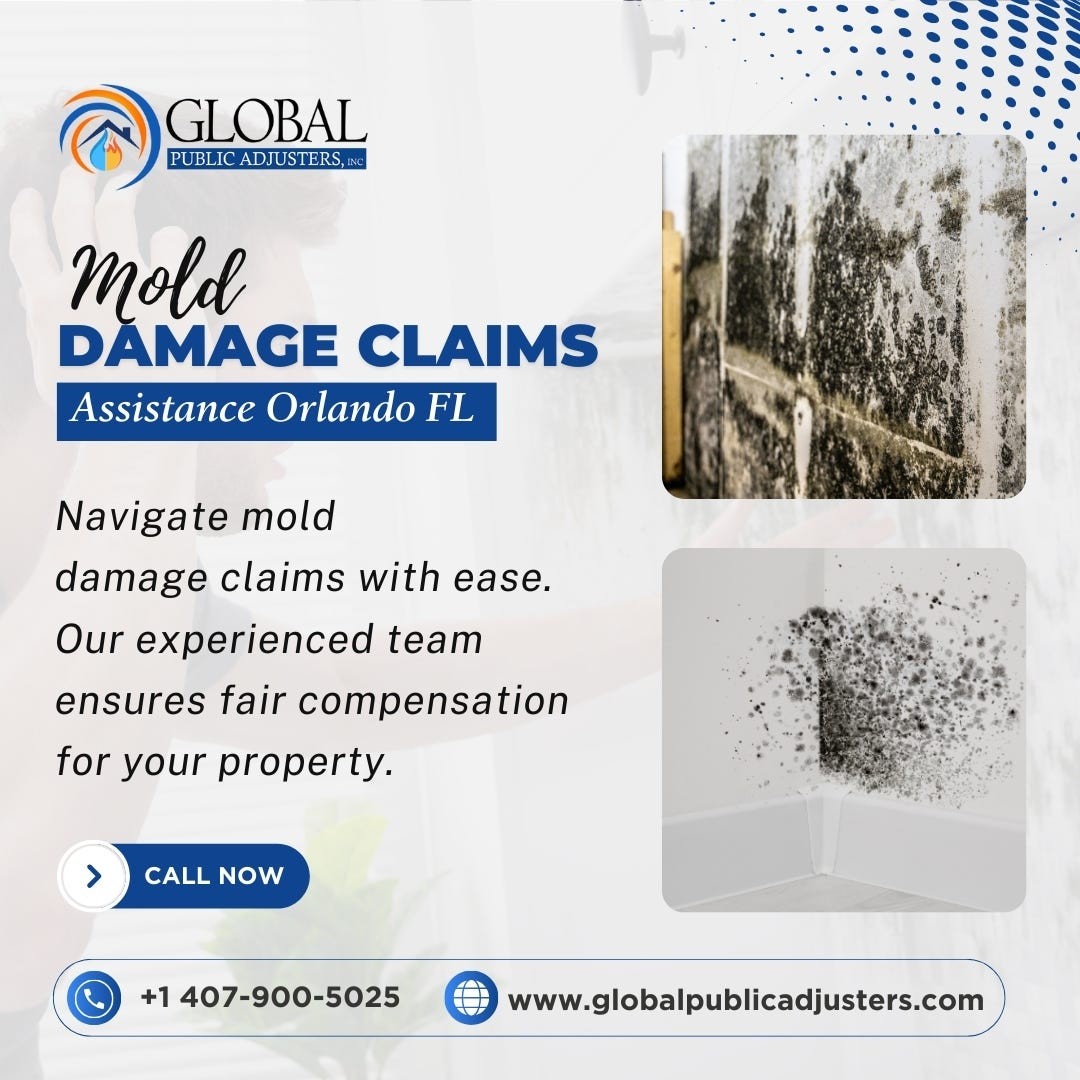 GLOBAL
PUBLIC ADJUSTERS, INC
Mold
DAMAGE CLAIMS
Assistance Orlando FL
Navigate mold
damage claims with ease.
Our experienced team
ensures fair compensation
for your property.
CALL NOW
+1 407-900-5025
www.globalpublicadjusters.com